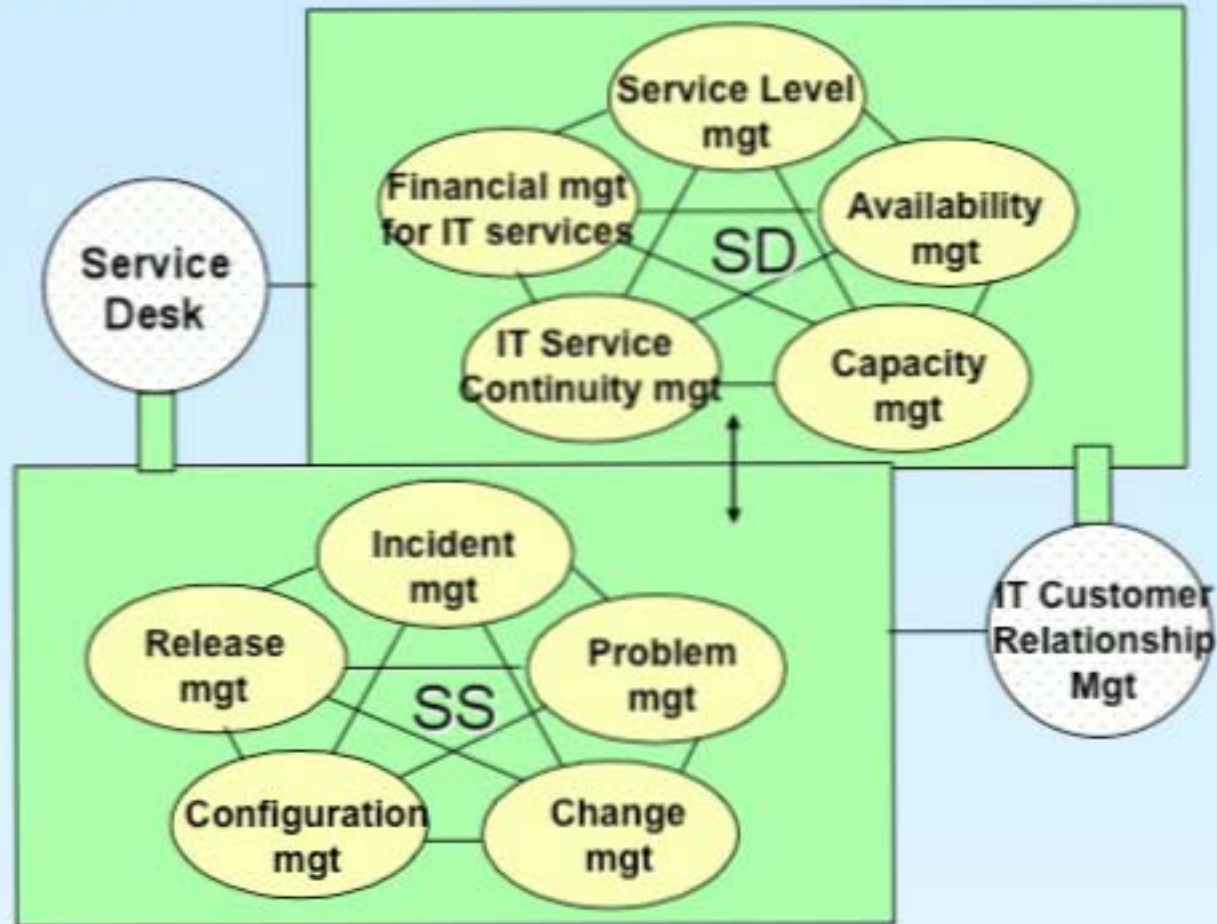 Service Level
mgt
Financial mgt
for IT services
Availability
mgt
SD
Service
Desk
IT Service
Continuity mgt
Capacity
mgt
Incident
mgt
Release
mgt
Problem
mgt
SS
IT Customer
Relationship
Mgt
Configuration
mgt
Change
mgt